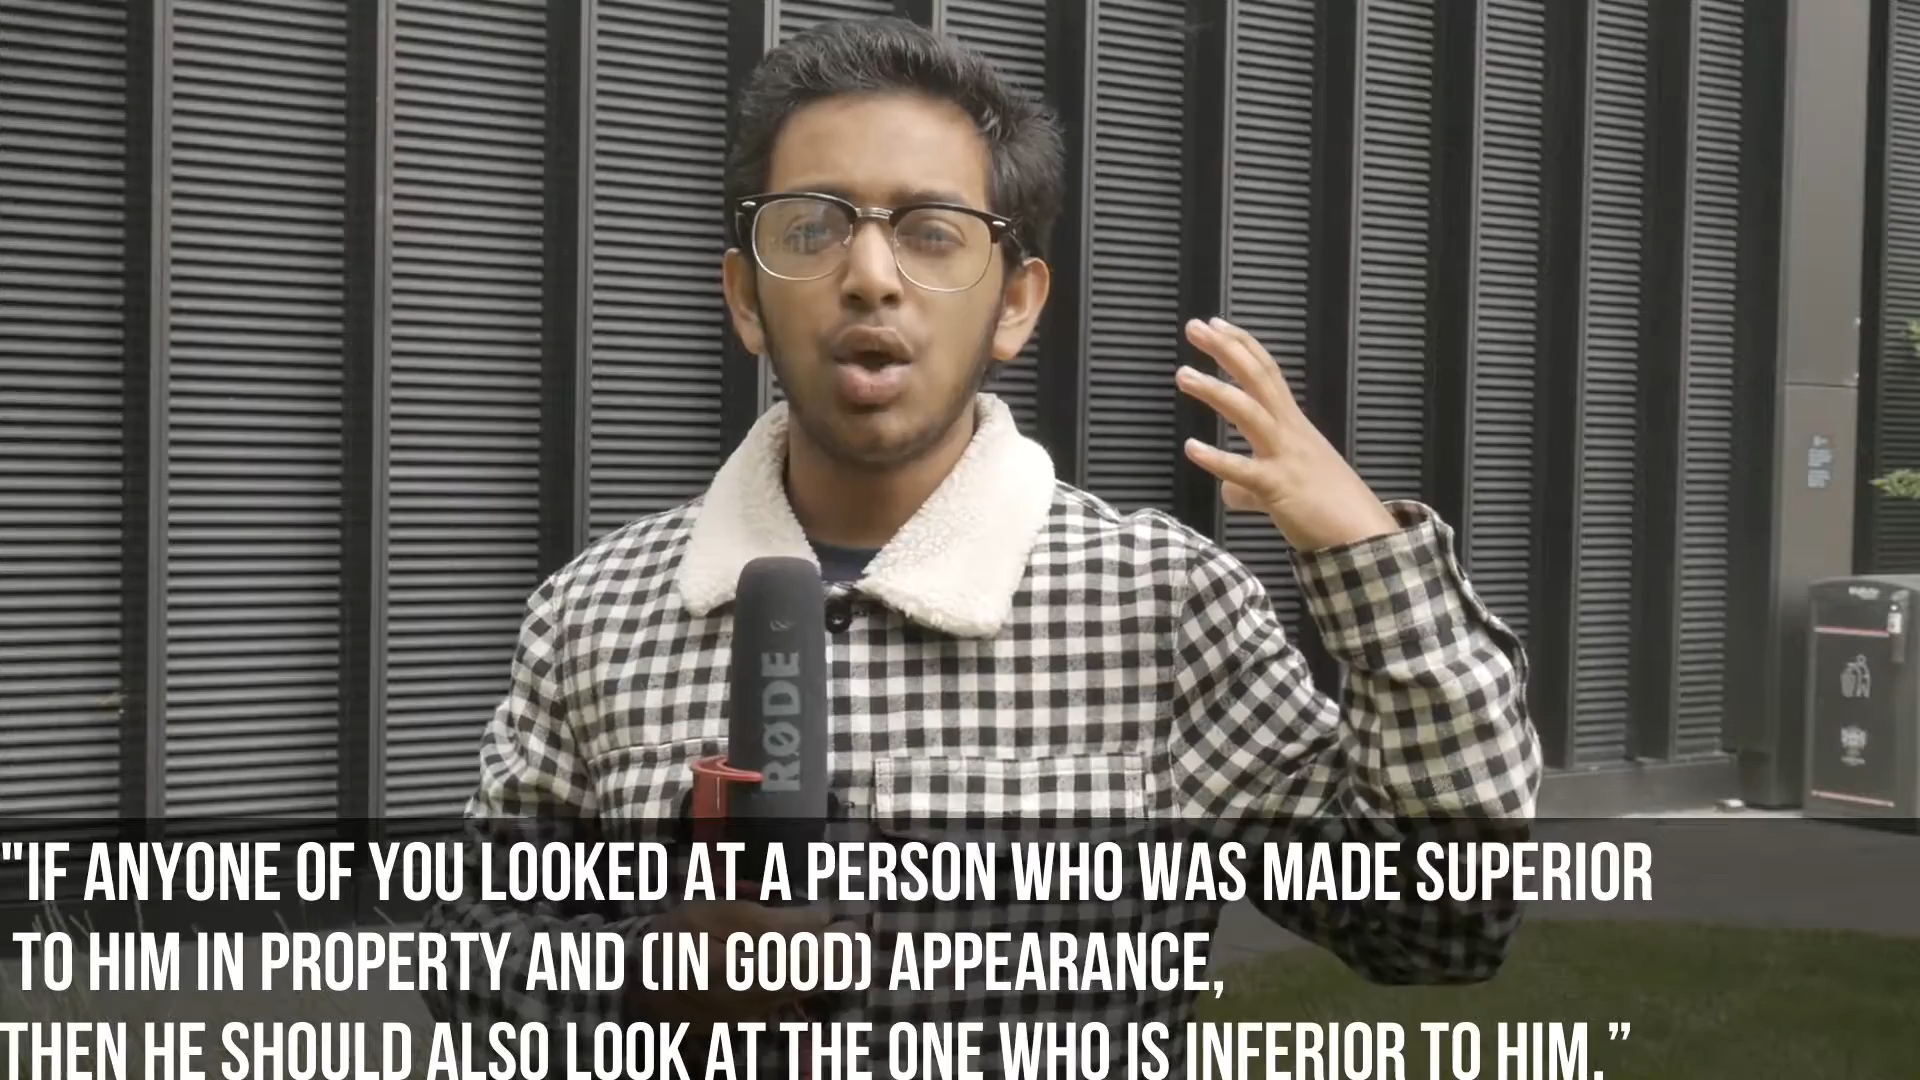 RØDE
"IF ANYONE OF YOU LOOKED AT A PERSON WHO WAS MADE SUPERIOR
TO HIM IN PROPERTY AND (IN GOOD) APPEARANCE,
THEN HE SHOULD ALSO LOOK AT THE ONE WHO IS INFERIOR TO HIM.”